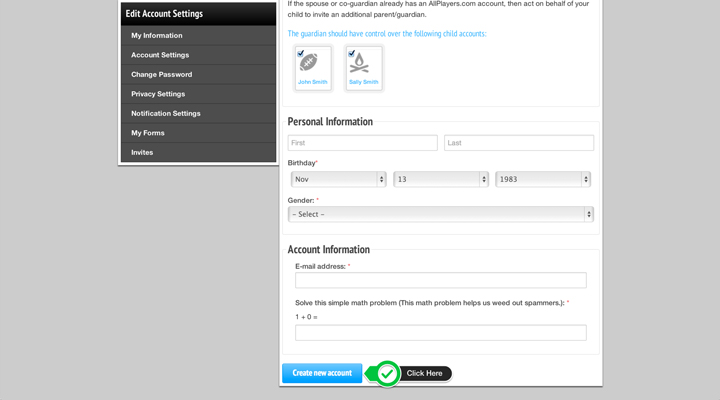 Edit Account Settings
My Information
Account Settings
Change Password
Privacy Settings
Notification Settings
My Forms
Invites
If the spouse or co-guardian already has an AllPlayers.com account, then act on behalf of your
child to invite an additional parent/guardian.
The guardian should have control over the following child accounts:
John Smith
Sally Smith
Personal Information
First
Last
Birthday*
Nov
13
1983
Gender: *
– Select –
Account Information
E-mail address: *
Solve this simple math problem (This math problem helps us weed out spammers.): *
1 + 0 =
Create new account
Click Here